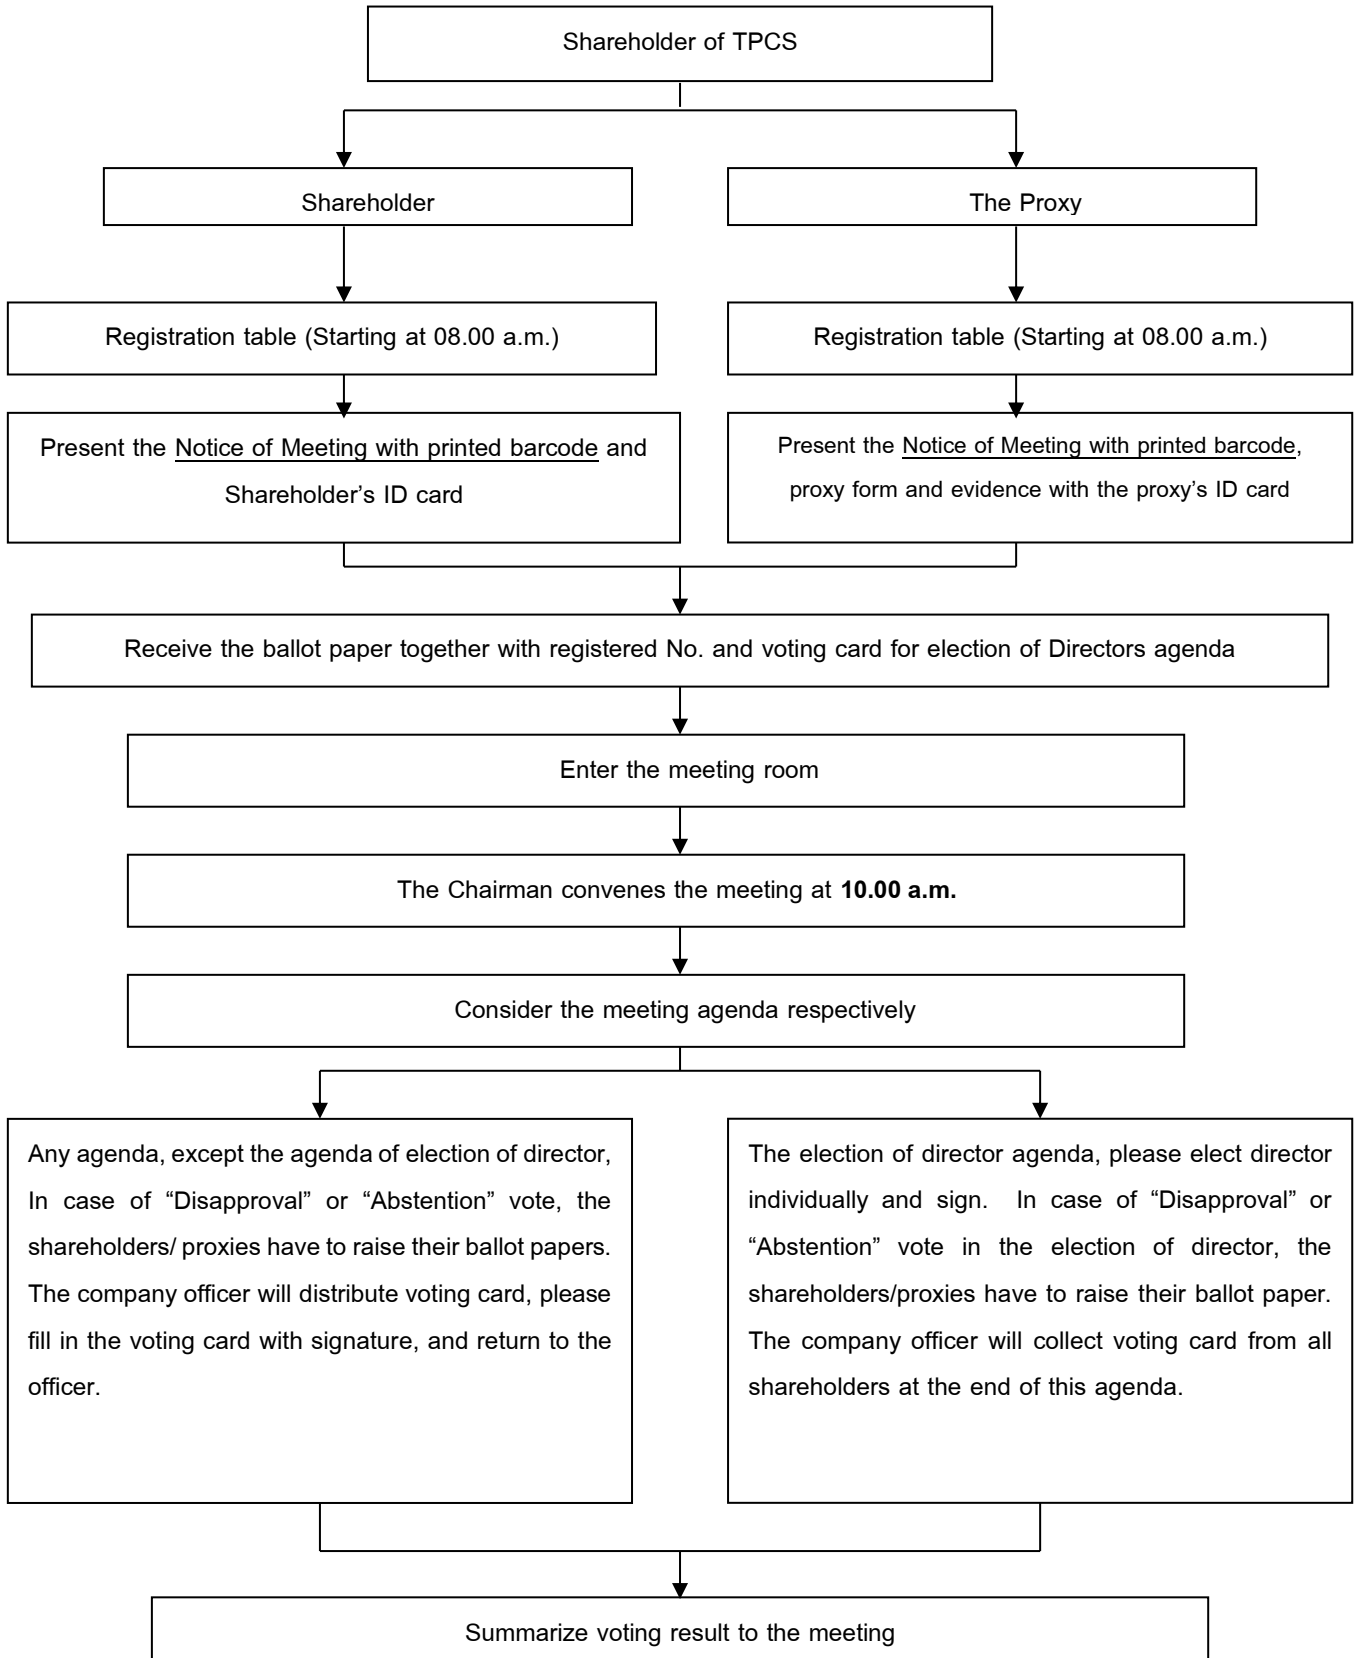 Shareholder of TPCS
Shareholder
The Proxy
Registration table (Starting at 08.00 a.m.)
Registration table (Starting at 08.00 a.m.)
Present the Notice of Meeting with printed barcode and
Shareholder’s ID card
Present the Notice of Meeting with printed barcode,
proxy form and evidence with the proxy’s ID card
Receive the ballot paper together with registered No. and voting card for election of Directors agenda
Enter the meeting room
The Chairman convenes the meeting at 10.00 a.m.
Consider the meeting agenda respectively
Any agenda, except the agenda of election of director,
In case of “Disapproval” or “Abstention” vote, the
shareholders/ proxies have to raise their ballot papers.
The company officer will distribute voting card, please
fill in the voting card with signature, and return to the
officer.
The election of director agenda, please elect director
individually and sign. In case of “Disapproval” or
“Abstention” vote in the election of director, the
shareholders/proxies have to raise their ballot paper.
The company officer will collect voting card from all
shareholders at the end of this agenda.
Summarize voting result to the meeting